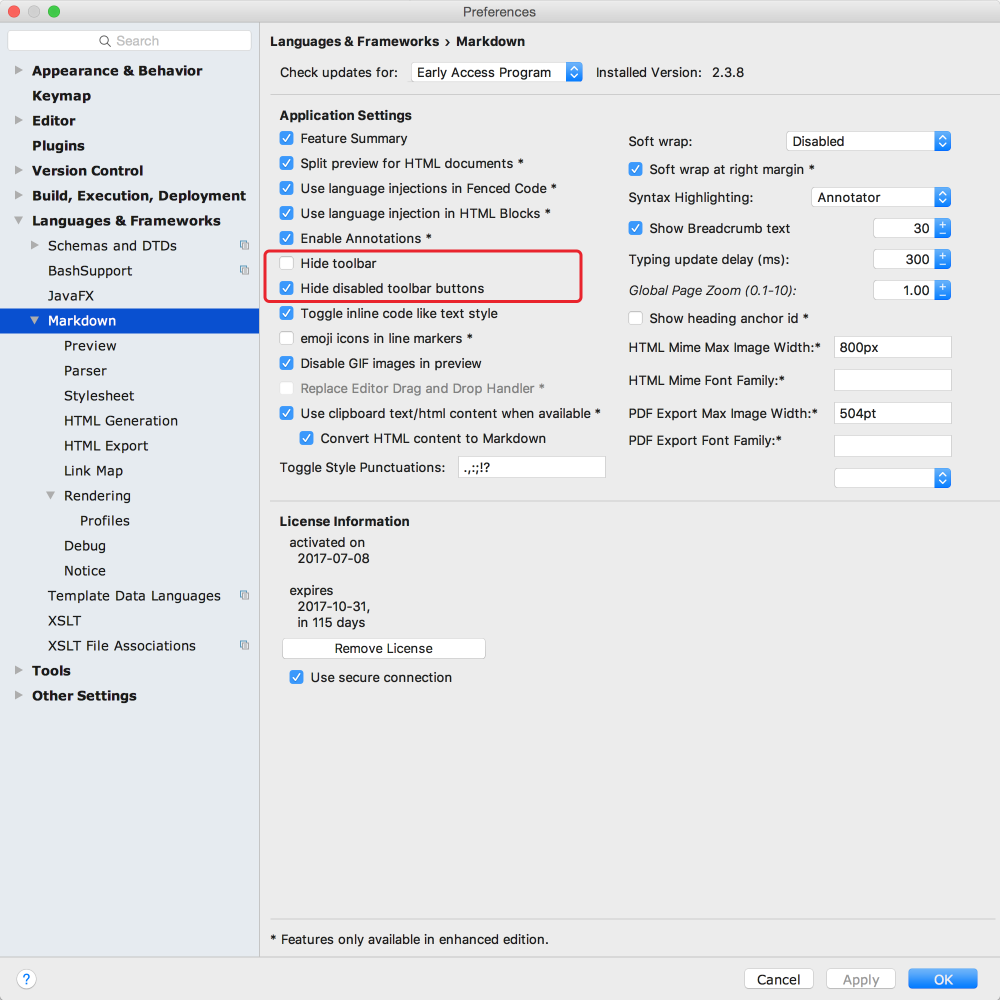 Preferences
Search
Appearance & Behavior
Keymap
Editor
Plugins
Version Control
Build, Execution, Deployment
Languages & Frameworks
Schemas and DTDs
BashSupport
JavaFX
Markdown
Preview
Parser
Stylesheet
HTML Generation
HTML Export
Link Map
Rendering
Profiles
Debug
Notice
Template Data Languages
XSLT
XSLT File Associations
Tools
Other Settings
Languages & Frameworks › Markdown
Check updates for: Early Access Program Installed Version: 2.3.8
Application Settings
Feature Summary
Split preview for HTML documents *
Use language injections in Fenced Code *
Use language injection in HTML Blocks *
Enable Annotations *
Hide toolbar
Hide disabled toolbar buttons
Toggle inline code like text style
emoji icons in line markers *
Disable GIF images in preview
Replace Editor Drag and Drop Handler *
Use clipboard text/html content when available *
Convert HTML content to Markdown
Toggle Style Punctuations: .,:;!?
Soft wrap: Disabled
Soft wrap at right margin *
Syntax Highlighting: Annotator
Show Breadcrumb text 30
Typing update delay (ms): 300
Global Page Zoom (0.1-10): 1.00
Show heading anchor id *
HTML Mime Max Image Width:* 800px
HTML Mime Font Family:*
PDF Export Max Image Width:* 504pt
PDF Export Font Family:*
License Information
activated on
2017-07-08
expires
2017-10-31,
in 115 days
Remove License
Use secure connection
* Features only available in enhanced edition.
? Cancel Apply OK